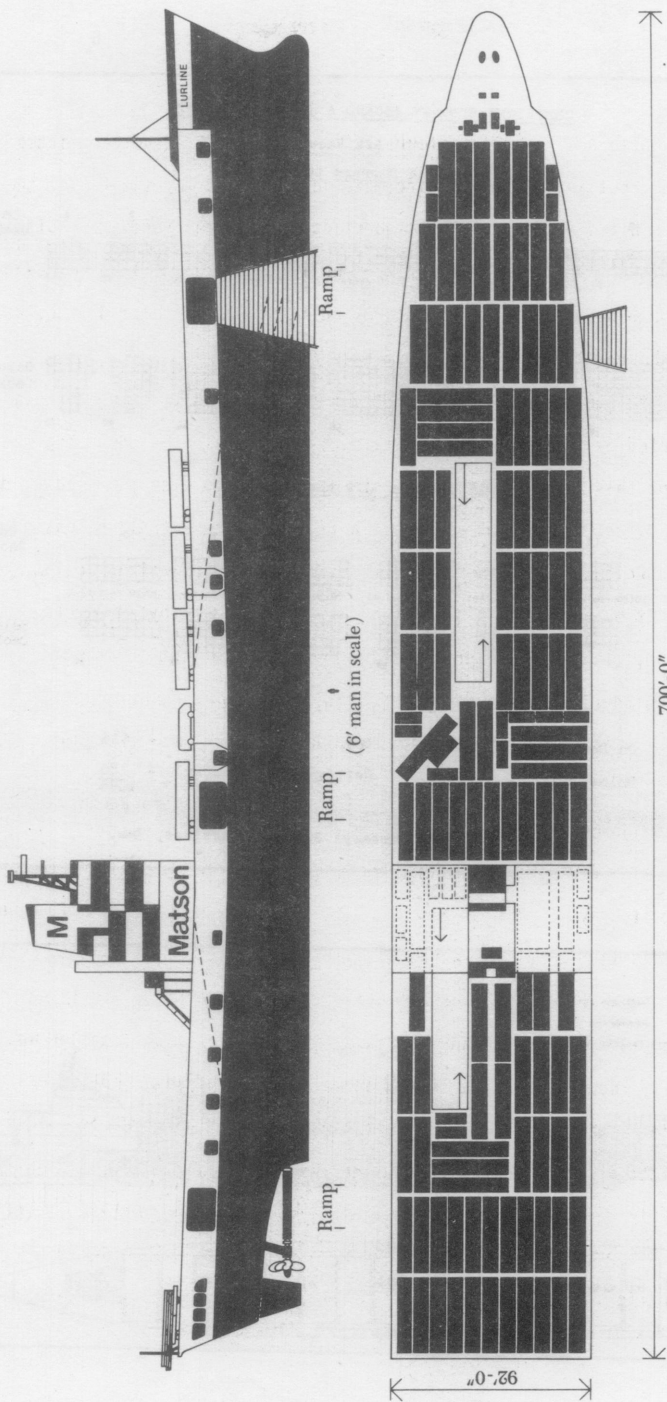 LURLINE
M
Matson
Ramp
Ramp
Ramp
(6' man in scale)
92'-0"
700'-0"